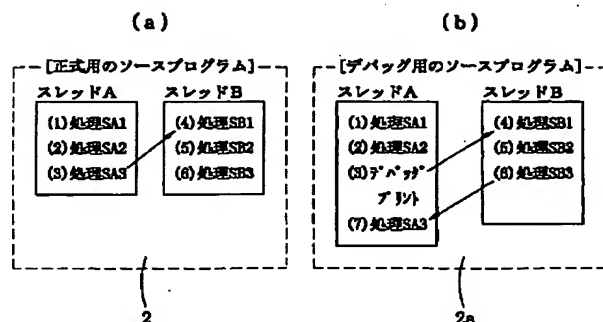 (a)
[正式用のソースプログラム]
スレッドA
(1)処理SA1
(2)処理SA2
(3)処理SA3
スレッドB
(4)処理SB1
(5)処理SB2
(6)処理SB3
2
(b)
[デバッグ用のソースプログラム]
スレッドA
(1)処理SA1
(2)処理SA2
(3)デバッグ
プリント
(7)処理SA3
スレッドB
(4)処理SB1
(5)処理SB2
(6)処理SB3
2a